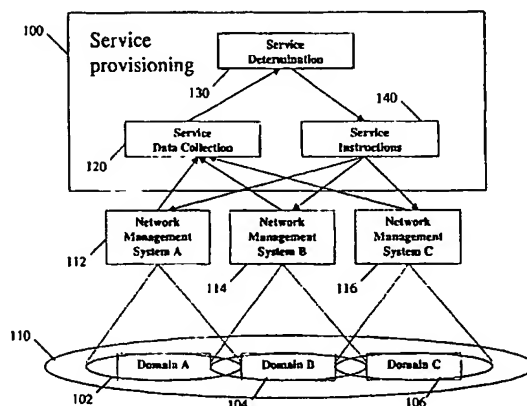 100
Service
provisioning
Service
Determination
130
140
Service
Data Collection
Service
Instructions
120
Network
Management
System A
Network
Management
System B
Network
Management
System C
112
114
116
110
Domain A
Domain B
Domain C
102
104
106